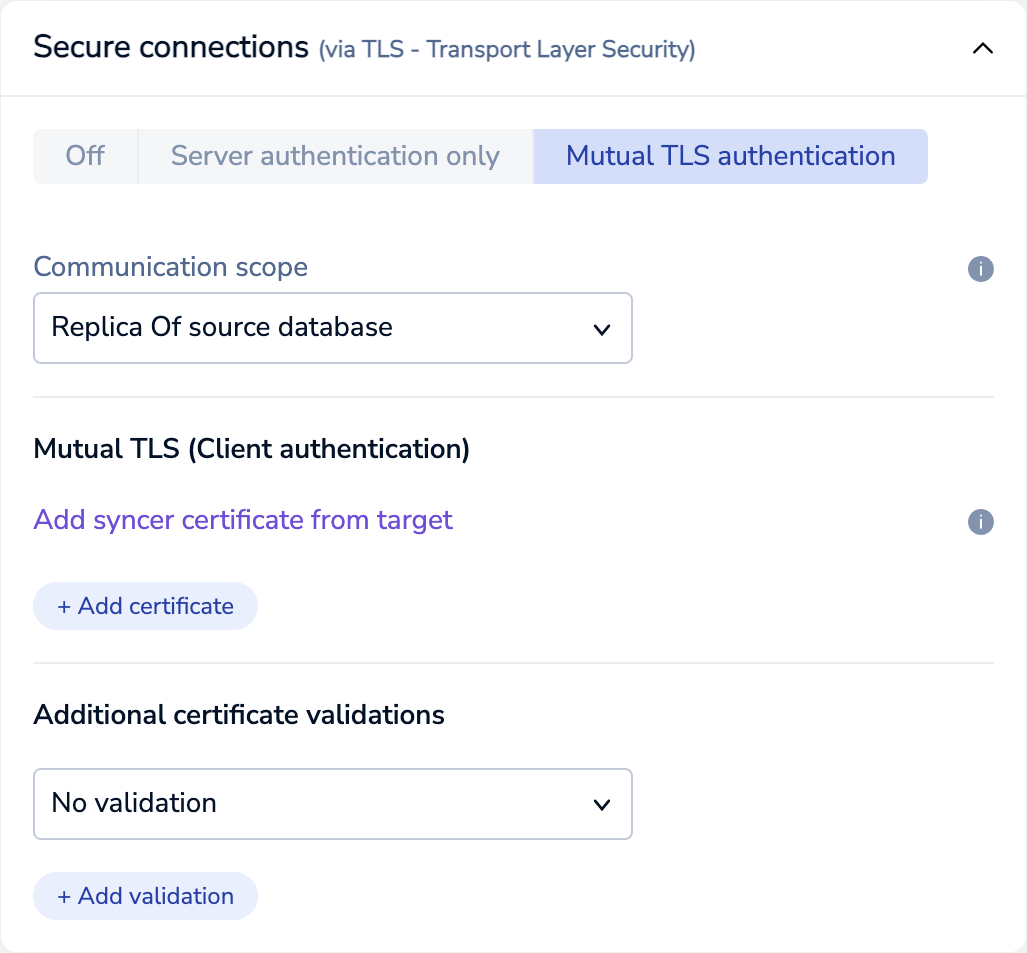 Secure connections (via TLS - Transport Layer Security)
Off Server authentication only Mutual TLS authentication
Communication scope
Replica Of source database
Mutual TLS (Client authentication)
Add syncer certificate from target
+ Add certificate
Additional certificate validations
No validation
+ Add validation